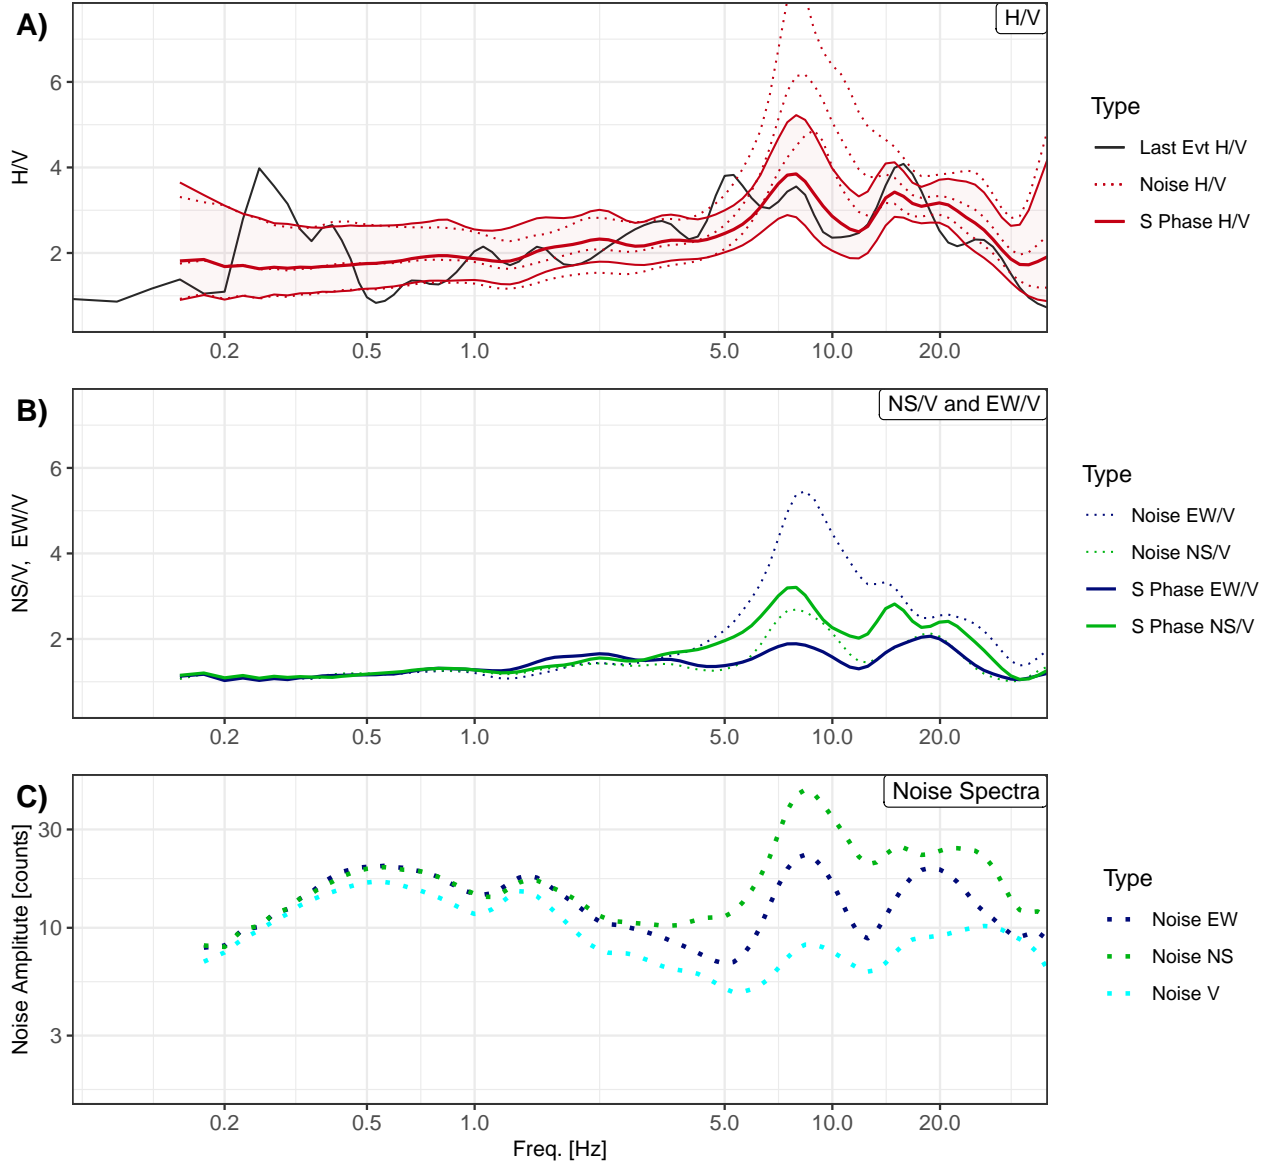 A)
H/V
H/V
6
4
2
0.2 0.5 1.0 5.0 10.0 20.0
Type
Last Evt H/V
Noise H/V
S Phase H/V
B)
NS/V and EW/V
NS/V, EW/V
6
4
2
0.2 0.5 1.0 5.0 10.0 20.0
Type
Noise EW/V
Noise NS/V
S Phase EW/V
S Phase NS/V
C)
Noise Spectra
Noise Amplitude [counts]
30
10
3
0.2 0.5 1.0 5.0 10.0 20.0
Freq. [Hz]
Type
Noise EW
Noise NS
Noise V